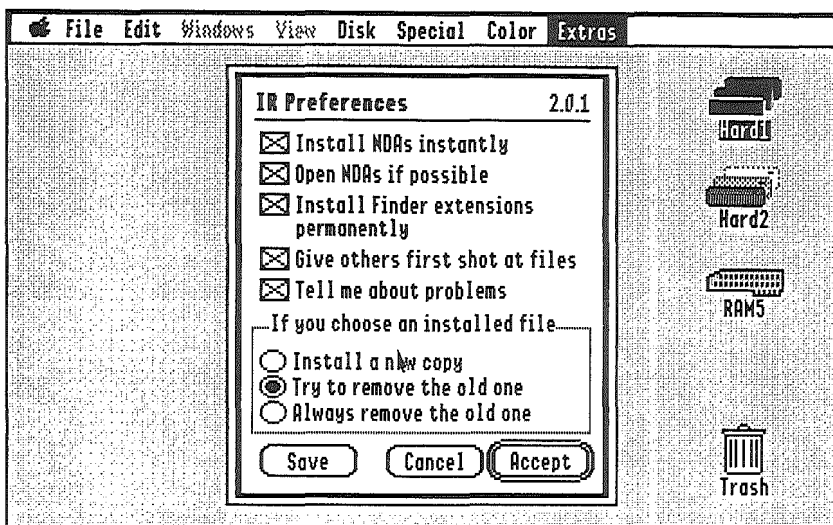 File Edit Windows View Disk Special Color Extras
IR Preferences 2.0.1
Install NDAs instantly
Open NDAs if possible
Install Finder extensions
permanently
Give others first shot at files
Tell me about problems
If you choose an installed file
Install a new copy
Try to remove the old one
Always remove the old one
Save Cancel Accept
Hard1
Hard2
RAM5
Trash